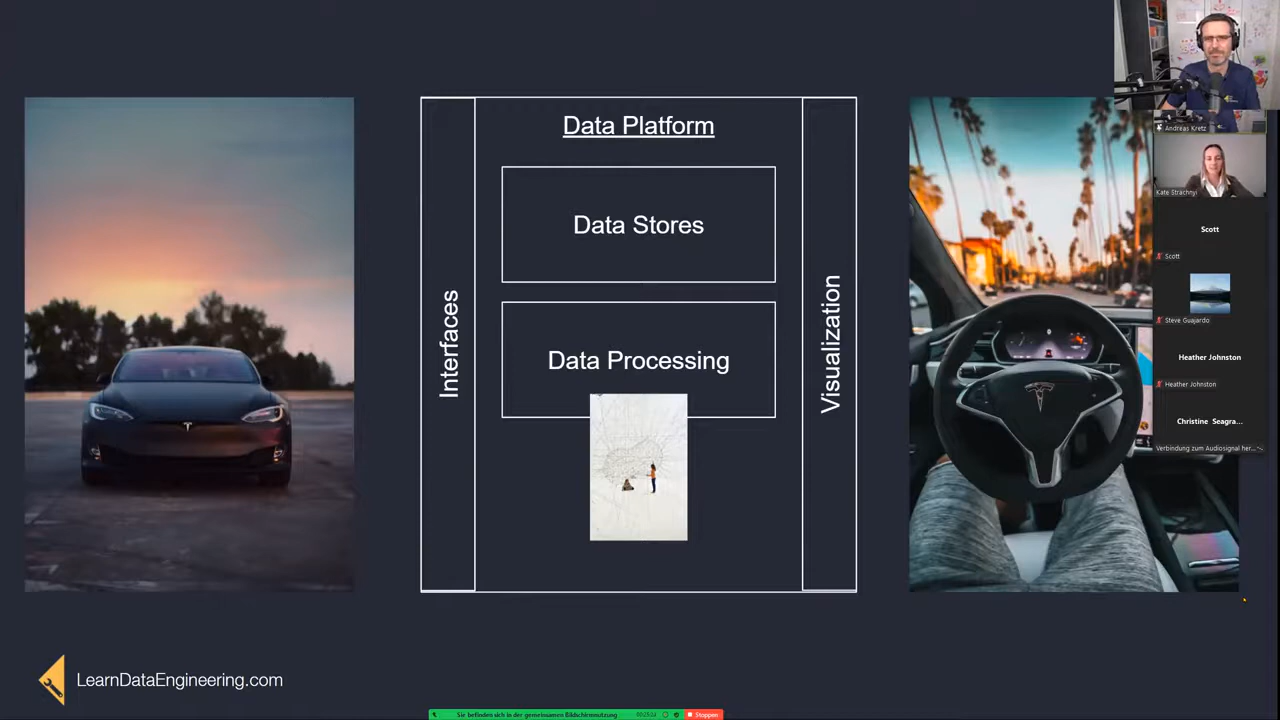 Data Platform
Data Stores
Data Processing
Interfaces
Visualization
LearnDataEngineering.com
Andreas Kretz
Kate Strachnyi
Scott
Scott
Steve Guajardo
Heather Johnston
Heather Johnston
Christine Seagra...
Verbindung zum Audiosignal her...
Sie befinden sich in der gemeinsamen Bildschirmnutzung
Stoppen